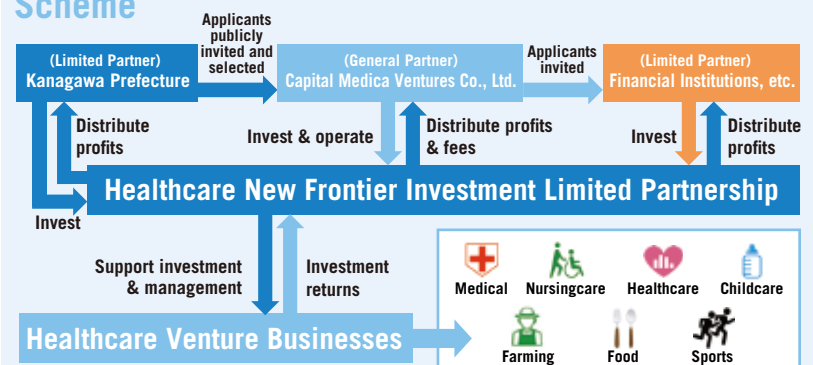 Scheme
Applicants
publicly
invited and
selected
Applicants
invited
(Limited Partner)
Kanagawa Prefecture
(General Partner)
Capital Medica Ventures Co., Ltd.
(Limited Partner)
Financial Institutions, etc.
Distribute
profits
Invest & operate
Distribute profits
& fees
Invest
Distribute
profits
Healthcare New Frontier Investment Limited Partnership
Invest
Support investment
& management
Investment
returns
Medical
Nursingcare
Healthcare
Childcare
Healthcare Venture Businesses
Farming
Food
Sports